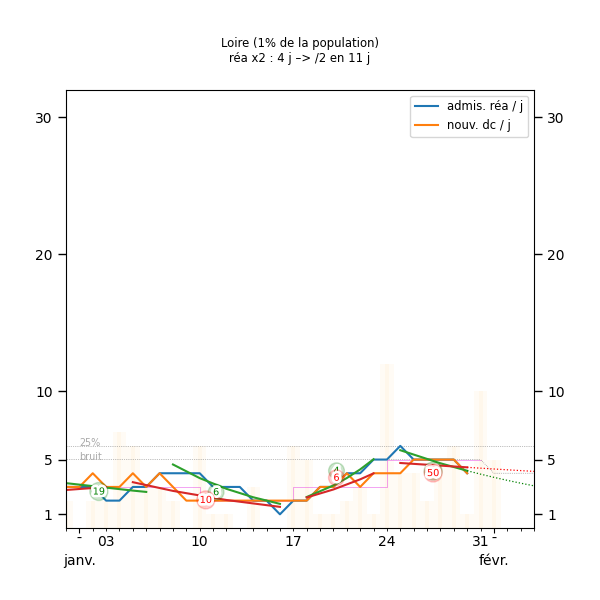 Loire (1% de la population)
réa x2 : 4 j –> /2 en 11 j
admis. réa / j
nouv. dc / j
30 30
20 20
10 10
25%
5 bruit 5
19 6 10 6 50
1 1
- 03 10 17 24 31 -
janv. févr.